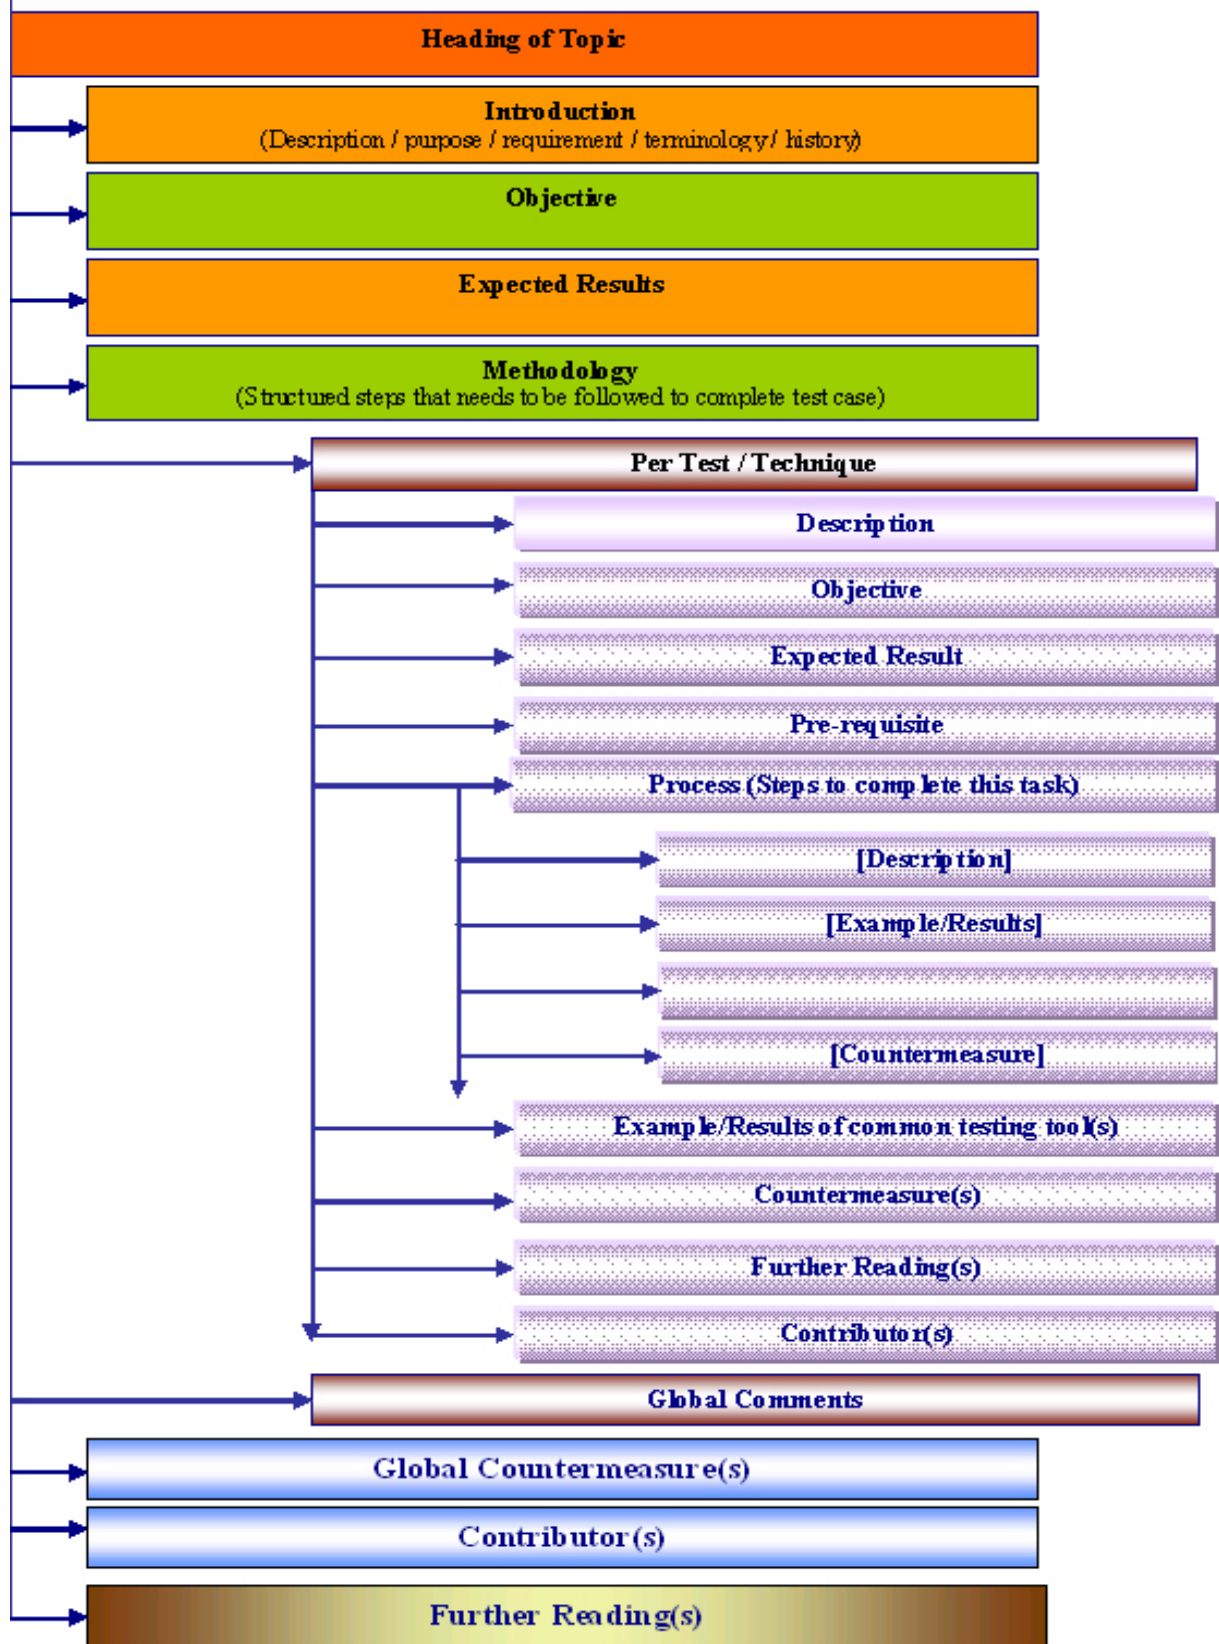 Heading of Topic
Introduction
(Description / purpose / requirement / terminology / history)
Objective
Expected Results
Methodology
(Structured steps that needs to be followed to complete test case)
Per Test / Technique
Description
Objective
Expected Result
Pre-requisite
Process (Steps to complete this task)
[Description]
[Example/Results]
[Countermeasure]
Example/Results of common testing tool(s)
Countermeasure(s)
Further Reading(s)
Contributor(s)
Global Comments
Global Countermeasure(s)
Contributor(s)
Further Reading(s)